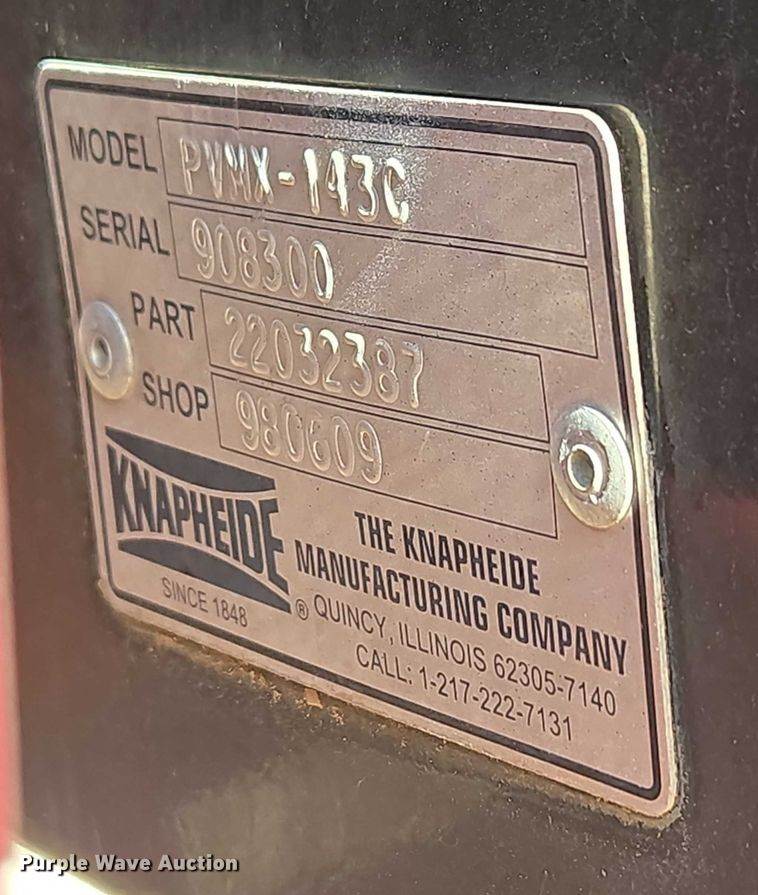 MODEL PVMX-143C
SERIAL 908300
PART 22032387
SHOP 980609
KNAPHEIDE ®
SINCE 1848
THE KNAPHEIDE
MANUFACTURING COMPANY
QUINCY, ILLINOIS 62305-7140
CALL: 1-217-222-7131
Purple Wave Auction